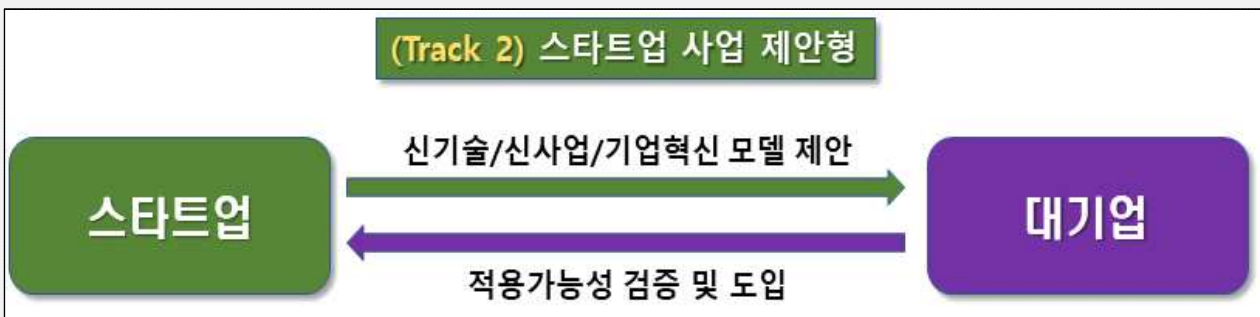 (Track 2) 스타트업 사업 제안형
신기술/신사업/기업혁신 모델 제안
스타트업
대기업
적용가능성 검증 및 도입